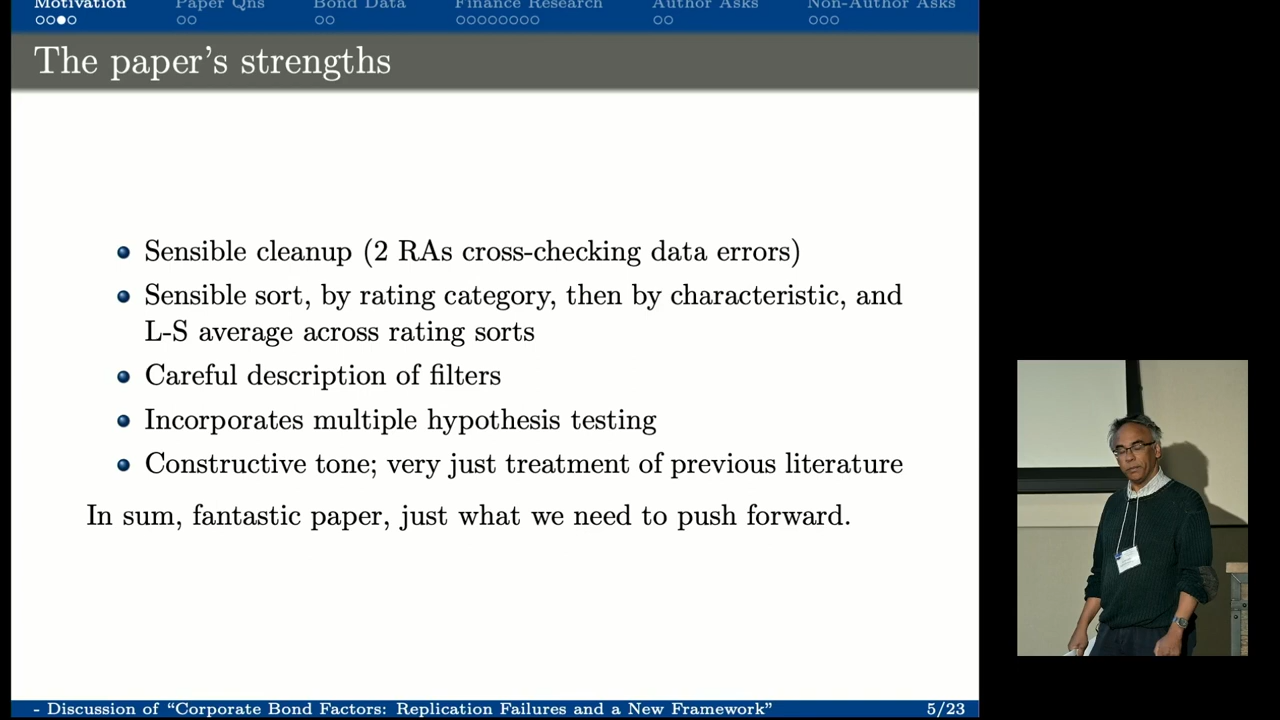 Motivation Paper Qns Bond Data Finance Research Author Asks Non-Author Asks
The paper's strengths
Sensible cleanup (2 RAs cross-checking data errors)
Sensible sort, by rating category, then by characteristic, and
L-S average across rating sorts
Careful description of filters
Incorporates multiple hypothesis testing
Constructive tone; very just treatment of previous literature
In sum, fantastic paper, just what we need to push forward.
- Discussion of “Corporate Bond Factors: Replication Failures and a New Framework” 5/23